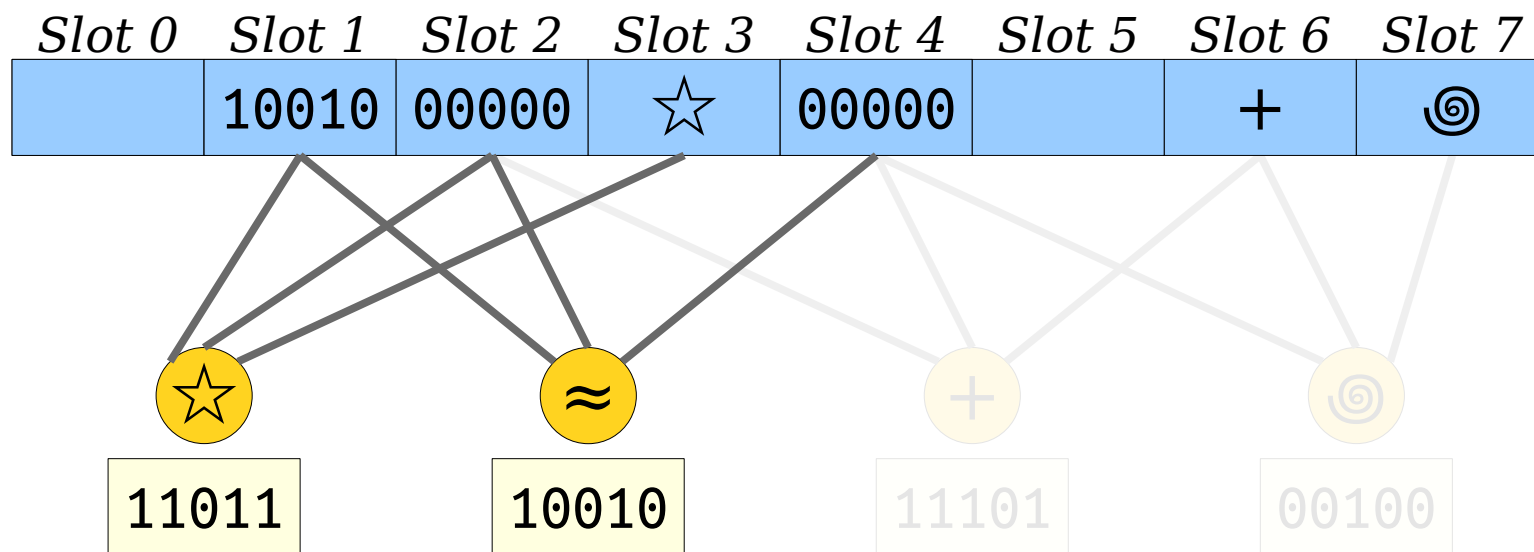 Slot 0 Slot 1 Slot 2 Slot 3 Slot 4 Slot 5 Slot 6 Slot 7
10010 00000 ☆ 00000 + 🍥
☆ ≈ + 🍥
11011 10010 11101 00100